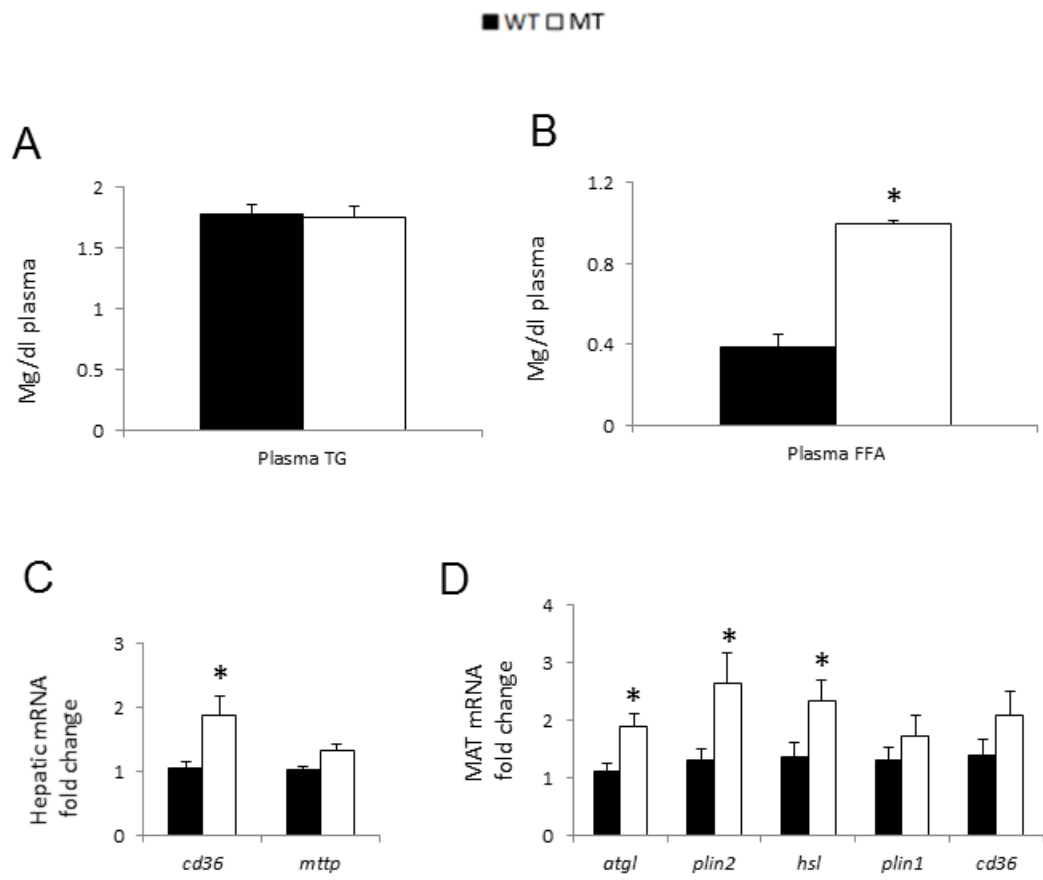 WT MT
A
B
2
1.5
1
0.5
0
Mg/dl plasma
Plasma TG
*
1.2
0.8
0.4
0
Mg/dl plasma
Plasma FFA
C
D
3
2
1
0
Hepatic mRNA
fold change
*
cd36 mttp
4
3
2
1
0
MAT mRNA
fold change
* * *
atgl plin2 hsl plin1 cd36